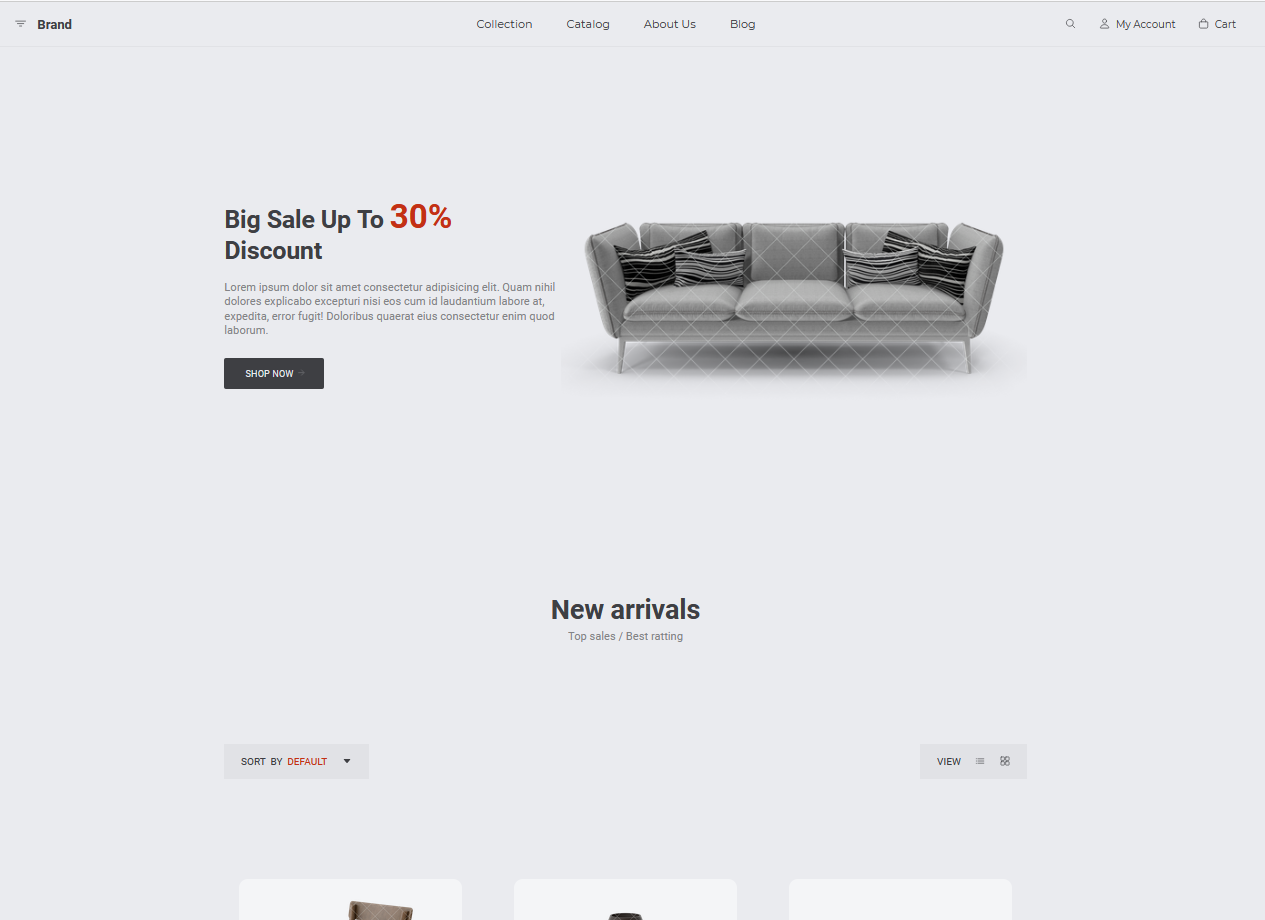 Brand
Collection
Catalog
About Us
Blog
My Account
Cart
Big Sale Up To 30%
Discount
Lorem ipsum dolor sit amet consectetur adipisicing elit. Quam nihil
dolores explicabo excepturi nisi eos cum id laudantium labore at,
expedita, error fugit! Doloribus quaerat eius consectetur enim quod
laborum.
SHOP NOW →
New arrivals
Top sales / Best ratting
SORT BY DEFAULT
VIEW